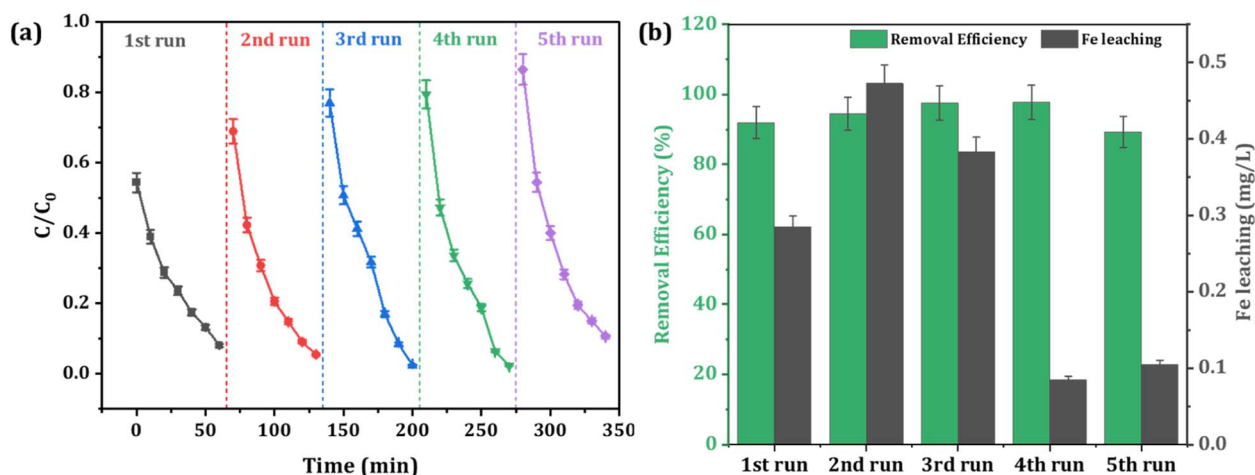 (a)
1st run
2nd run
3rd run
4th run
5th run
1.0
0.8
0.6
0.4
0.2
0.0
C/C0
0
50
100
150
200
250
300
350
Time (min)
(b)
Removal Efficiency
Fe leaching
120
100
80
60
40
20
0
Removal Efficiency (%)
0.5
0.4
0.3
0.2
0.1
0.0
Fe leaching (mg/L)
1st run
2nd run
3rd run
4th run
5th run